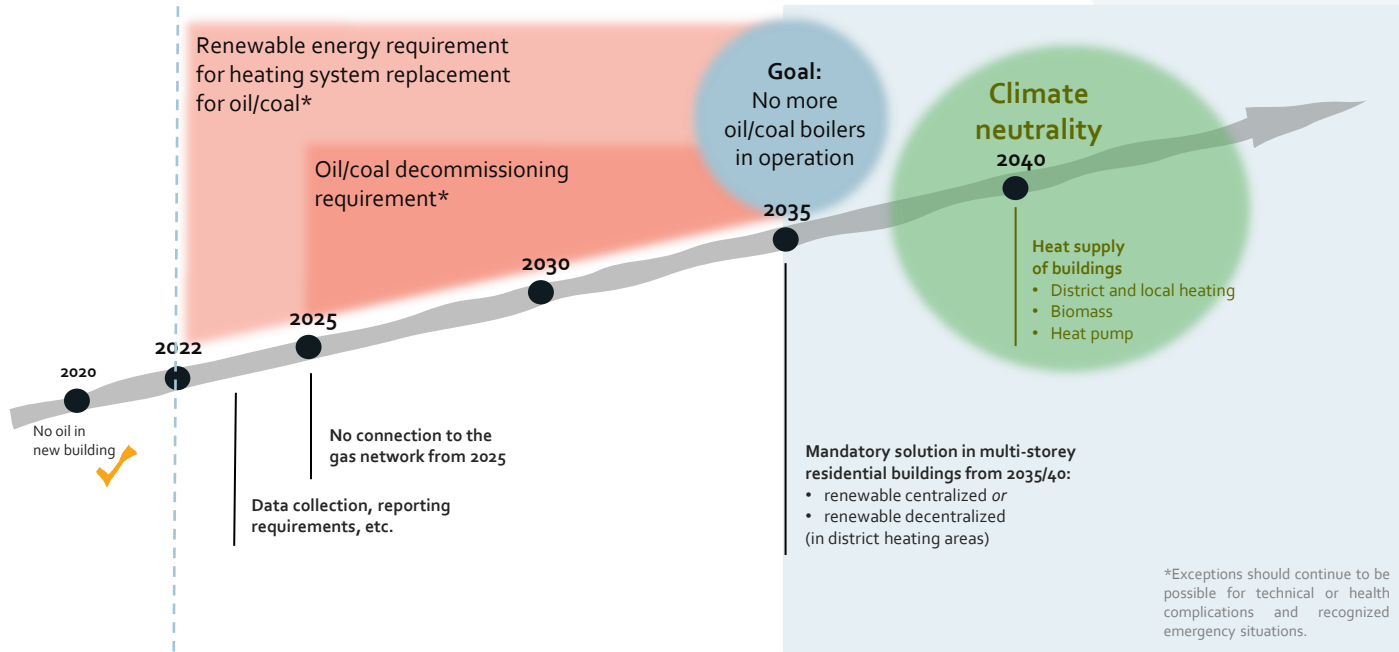 Renewable energy requirement
for heating system replacement
for oil/coal*
Oil/coal decommissioning
requirement*
Goal:
No more
oil/coal boilers
in operation
Climate
neutrality
2040
2035
2030
2025
2022
2020
No oil in
new building
Heat supply
of buildings
• District and local heating
• Biomass
• Heat pump
No connection to the
gas network from 2025
Data collection, reporting
requirements, etc.
Mandatory solution in multi-storey
residential buildings from 2035/40:
• renewable centralized or
• renewable decentralized
(in district heating areas)
*Exceptions should continue to be
possible for technical or health
complications and recognized
emergency situations.